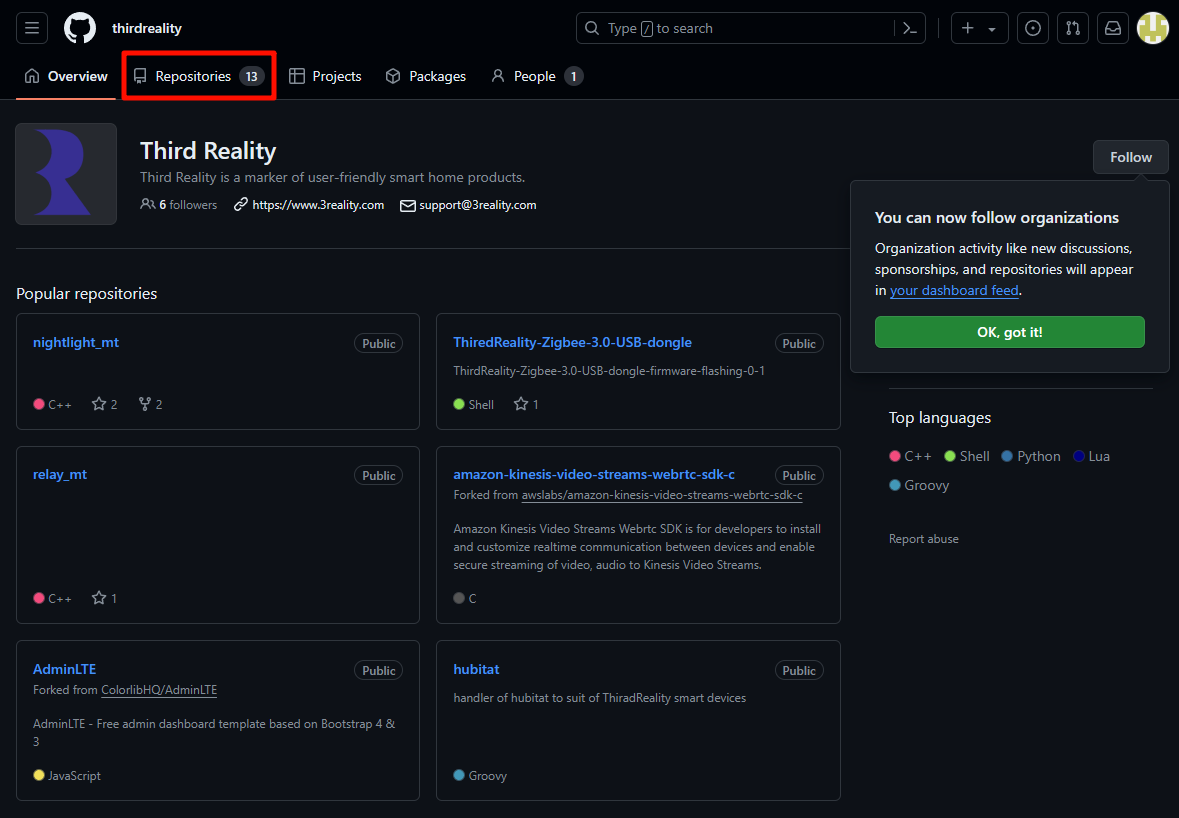 thirdreality
Type / to search
Overview
Repositories 13
Projects
Packages
People 1
Third Reality
Third Reality is a marker of user-friendly smart home products.
6 followers
https://www.3reality.com
support@3reality.com
Follow
You can now follow organizations
Organization activity like new discussions,
sponsorships, and repositories will appear
in your dashboard feed.
OK, got it!
Popular repositories
nightlight_mt
Public
C++ 2 2
ThiredReality-Zigbee-3.0-USB-dongle
Public
ThirdReality-Zigbee-3.0-USB-dongle-firmware-flashing-0-1
Shell 1
relay_mt
Public
C++ 1
amazon-kinesis-video-streams-webrtc-sdk-c
Public
Forked from awslabs/amazon-kinesis-video-streams-webrtc-sdk-c
Amazon Kinesis Video Streams Webrtc SDK is for developers to install
and customize realtime communication between devices and enable
secure streaming of video, audio to Kinesis Video Streams.
C
AdminLTE
Public
Forked from ColorlibHQ/AdminLTE
AdminLTE - Free admin dashboard template based on Bootstrap 4 &
3
JavaScript
hubitat
Public
handler of hubitat to suit of ThiradReality smart devices
Groovy
Top languages
C++ Shell Python Lua
Groovy
Report abuse